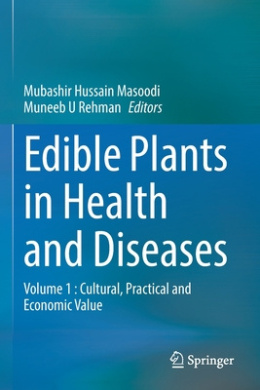 Mubashir Hussain Masoodi
Muneeb U Rehman Editors
Edible Plants
in Health
and Diseases
Volume 1 : Cultural, Practical and
Economic Value
Springer